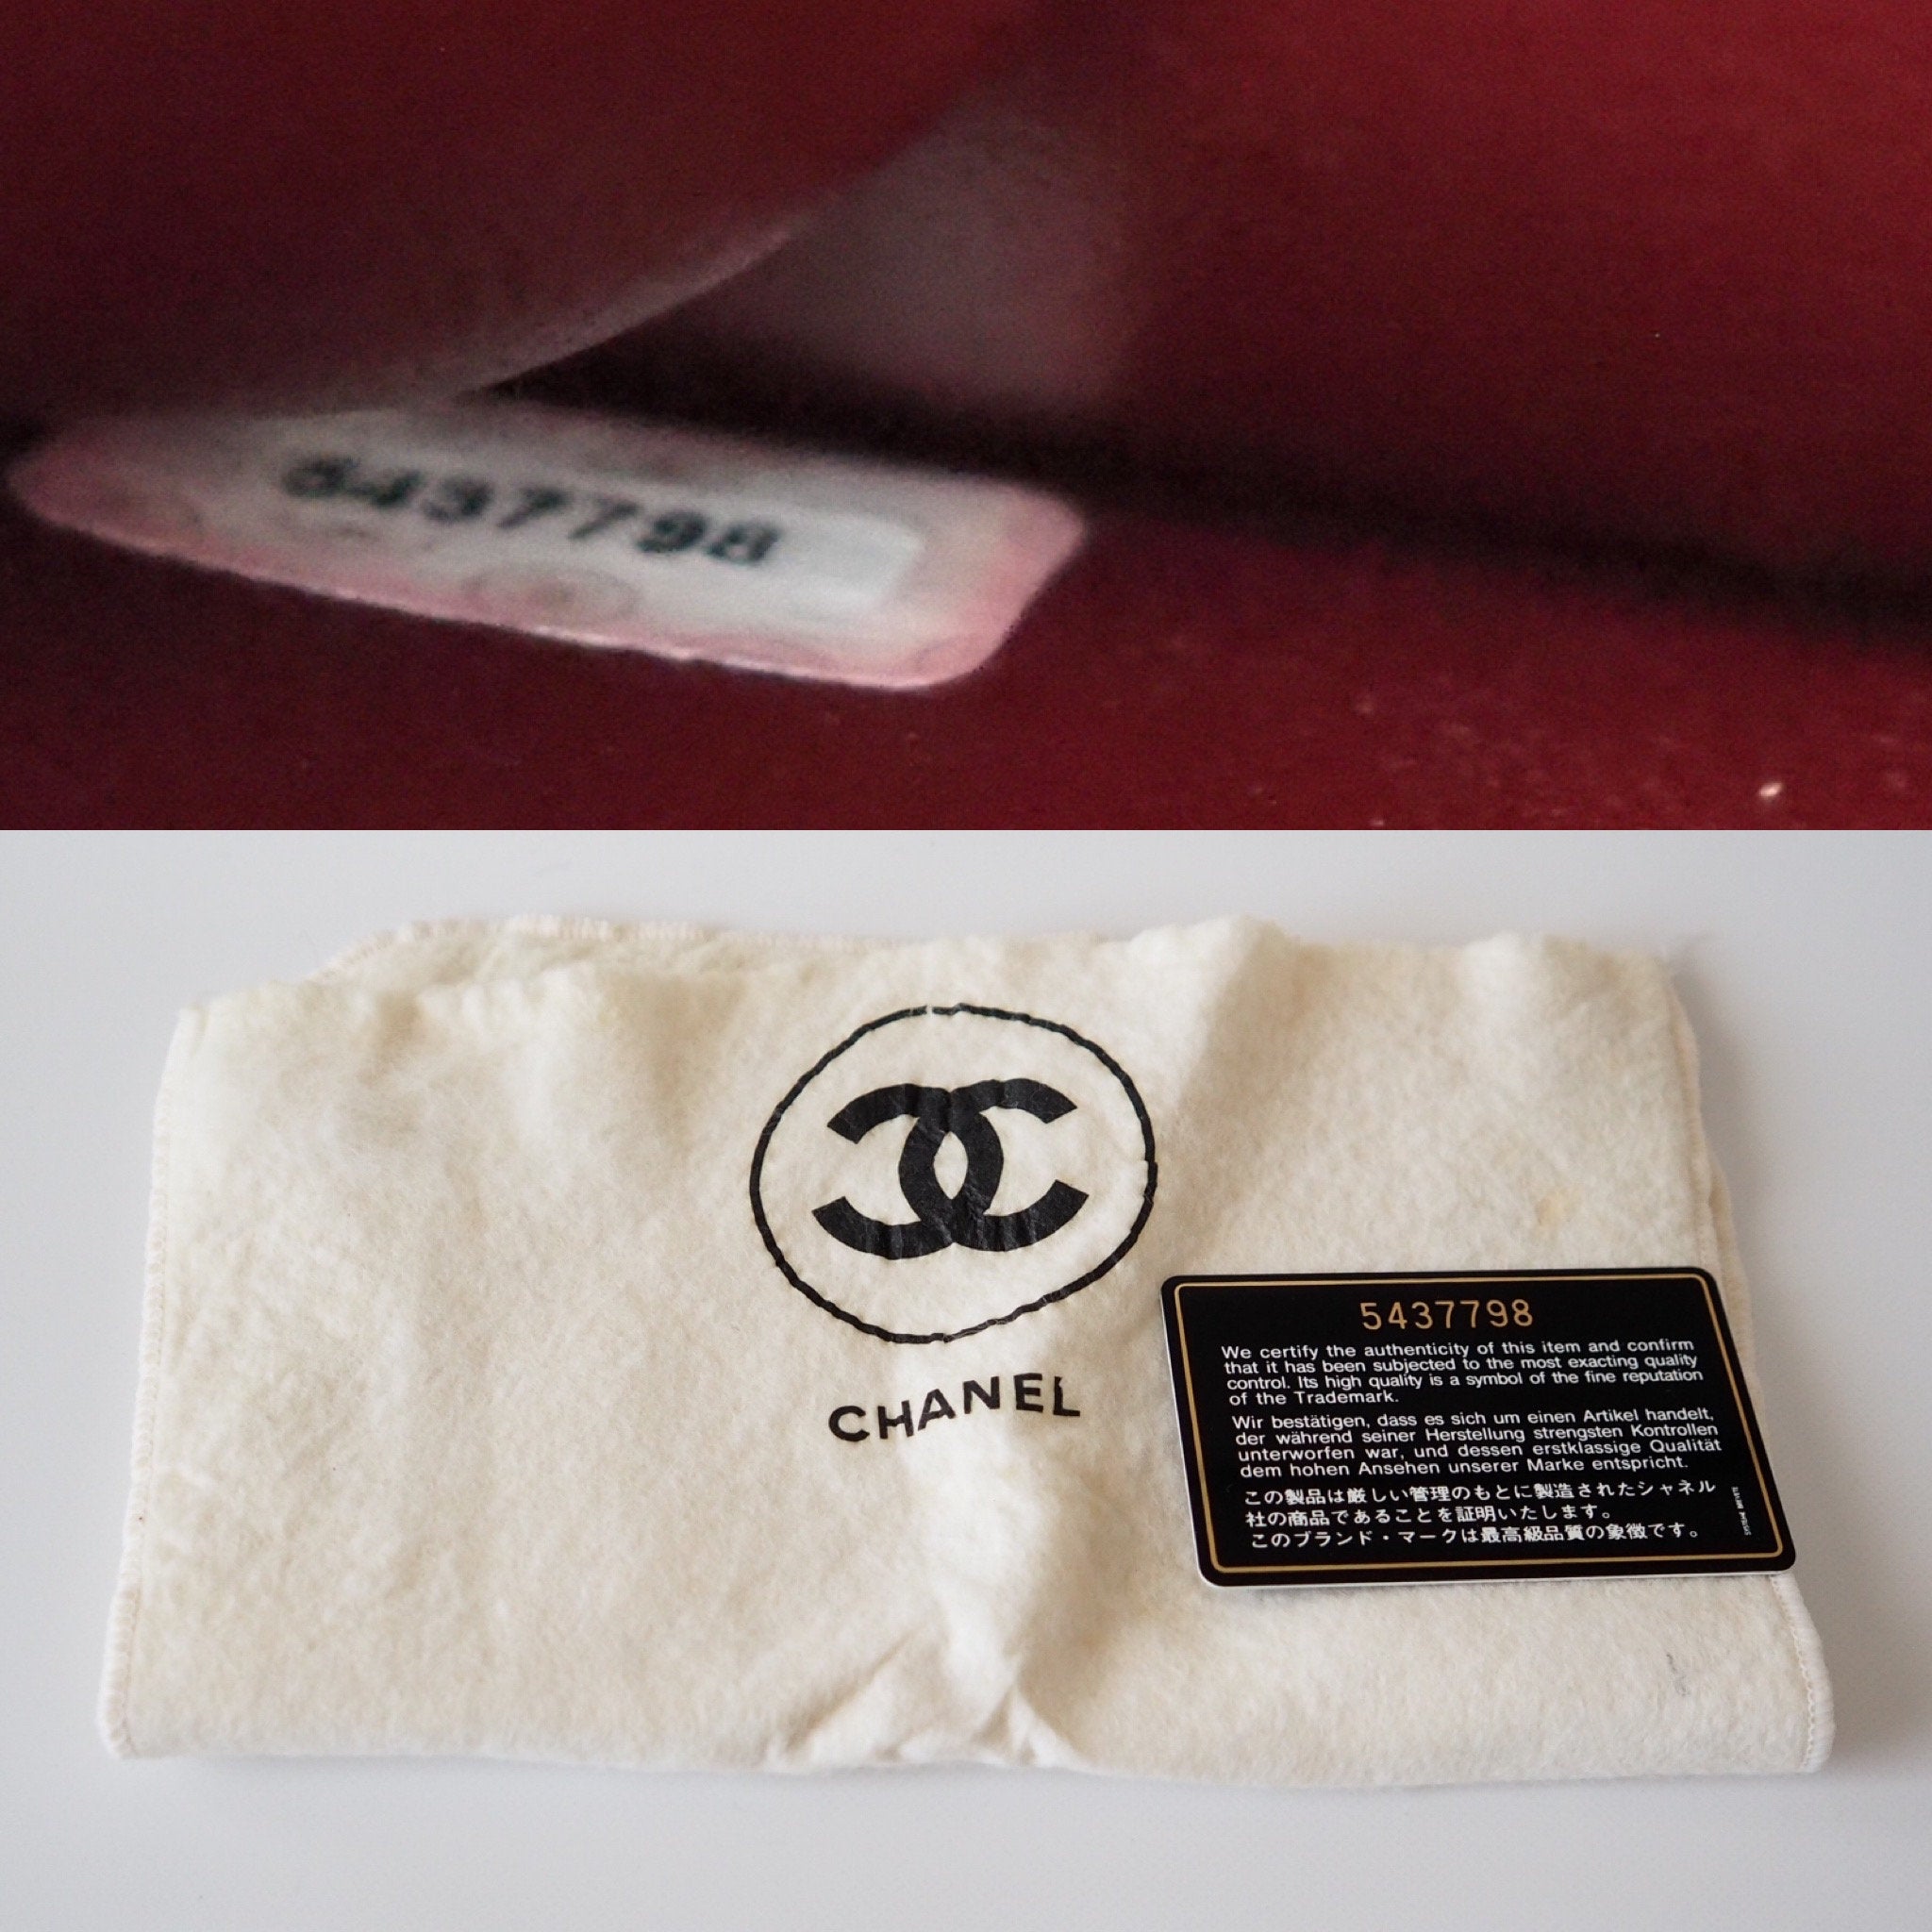 5437798
CHANEL
5437798
We certify the authenticity of this item and confirm
that it has been subjected to the most exacting quality
control. Its high quality is a symbol of the fine reputation
of the Trademark.
Wir bestätigen, dass es sich um einen Artikel handelt,
der während seiner Herstellung strengsten Kontrollen
unterworfen war, und dessen erstklassige Qualität
dem hohen Ansehen unserer Marke entspricht.
この製品は厳しい管理のもとに製造されたシャネル
社の商品であることを証明いたします。
このブランド・マークは最高級品質の象徴です。